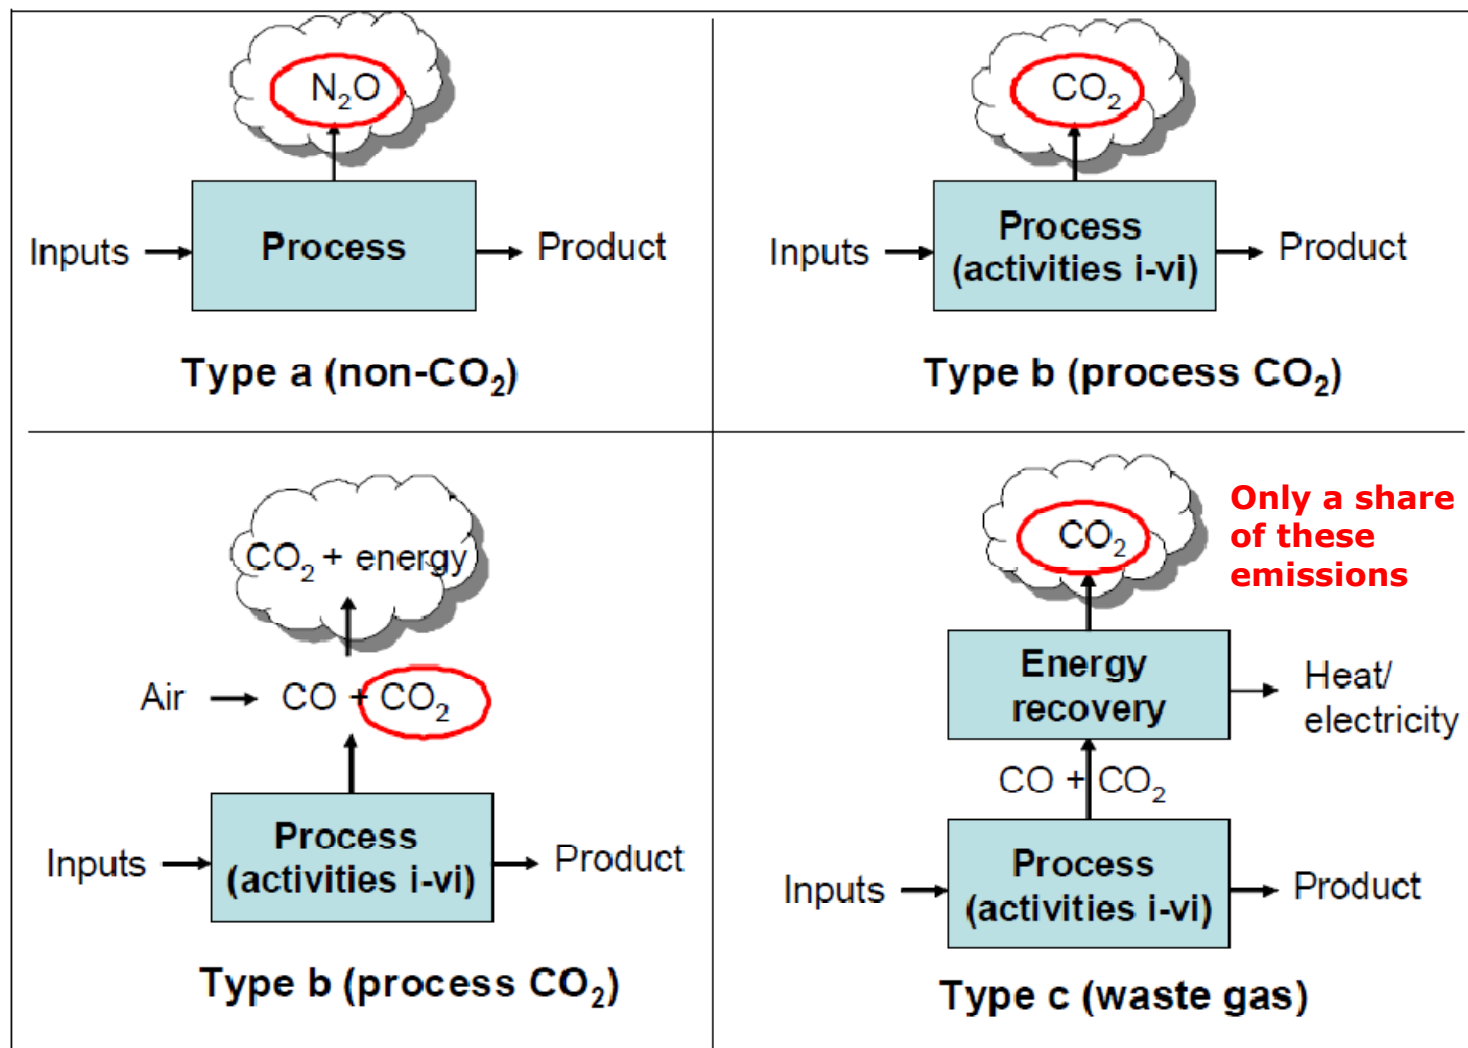 N₂O
Inputs
Process
Product
Type a (non-CO₂)
CO₂
Inputs
Process
(activities i-vi)
Product
Type b (process CO₂)
CO₂ + energy
Air
CO + CO₂
Inputs
Process
(activities i-vi)
Product
Type b (process CO₂)
CO₂
Only a share
of these
emissions
Energy
recovery
Heat/
electricity
CO + CO₂
Inputs
Process
(activities i-vi)
Product
Type c (waste gas)